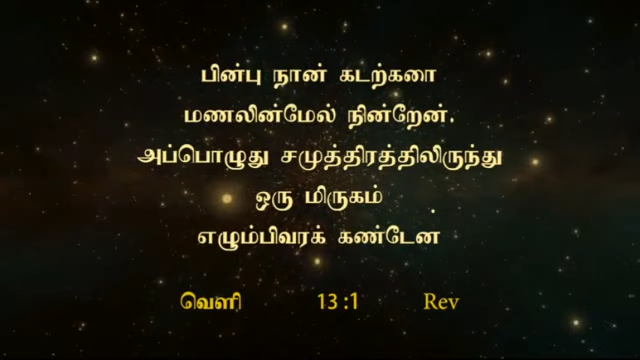 பின்பு நான் கடற்கரை
மணலின்மேல் நின்றேன்.
அப்பொழுது சமுத்திரத்திலிருந்து
ஒரு மிருகம்
எழும்பிவரக் கண்டேன
வெளி 13:1 Rev